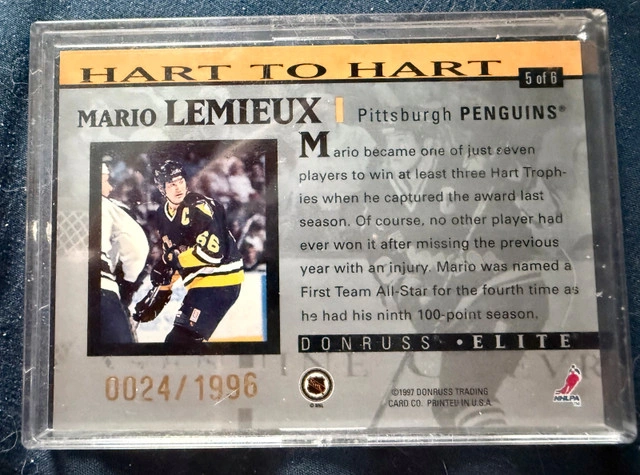 HART TO HART
5 of 6
MARIO LEMIEUX
Pittsburgh PENGUINS®
Mario became one of just seven
players to win at least three Hart Troph-
ies when he captured the award last
season. Of course, no other player had
ever won it after missing the previous
year with an injury. Mario was named a
First Team All-Star for the fourth time as
he had his ninth 100-point season.
DONRUSS • ELITE
C
66
0024/1996
© NHL
©1997 DONRUSS TRADING
CARD CO. PRINTED IN U.S.A.
NHLPA